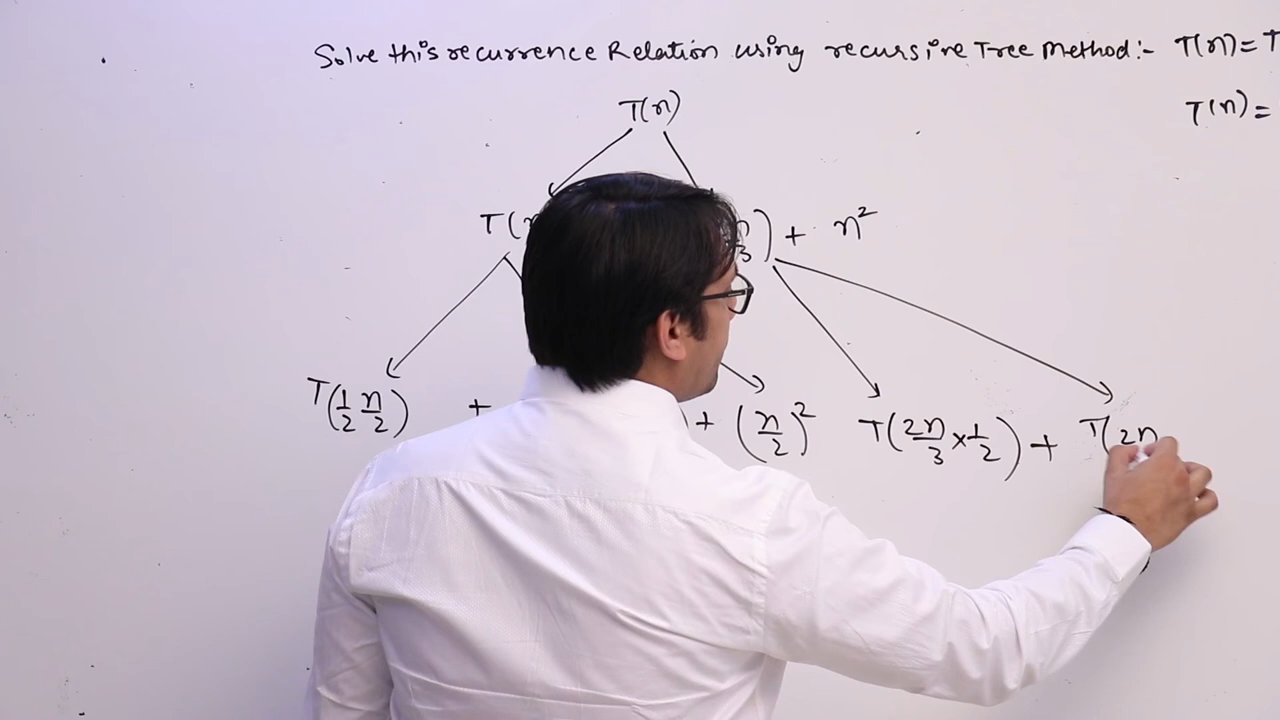 Solve this recurrence Relation using recursive Tree Method:- T(n)= T
T(n)=
T(n)
T( n/3) + n²
T(1/2 n/2) + + (n/2)² T(2n/3 × 1/2) + T(2n